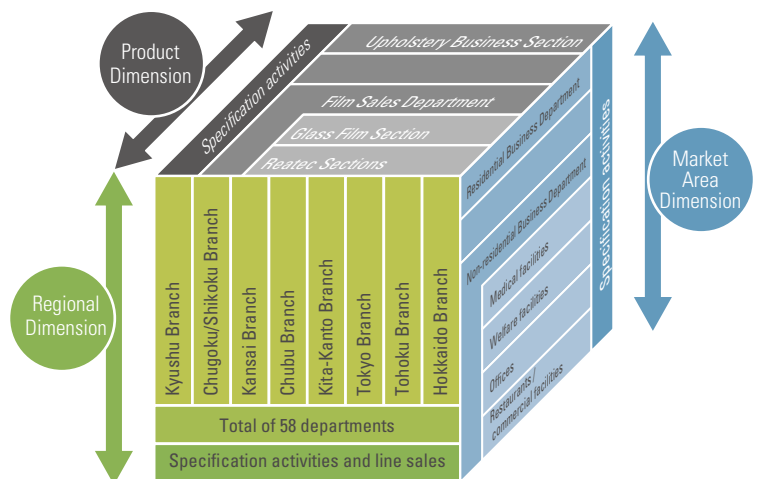 Product
Dimension
Specification activities
Upholstery Business Section
Film Sales Department
Glass Film Section
Reatec Sections
Regional
Dimension
Kyushu Branch
Chugoku/Shikoku Branch
Kansai Branch
Chubu Branch
Kita-Kanto Branch
Tokyo Branch
Tohoku Branch
Hokkaido Branch
Total of 58 departments
Specification activities and line sales
Residential Business Department
Non-residential Business Department
Medical facilities
Welfare facilities
Offices
Restaurants/
commercial facilities
Specification activities
Market
Area
Dimension